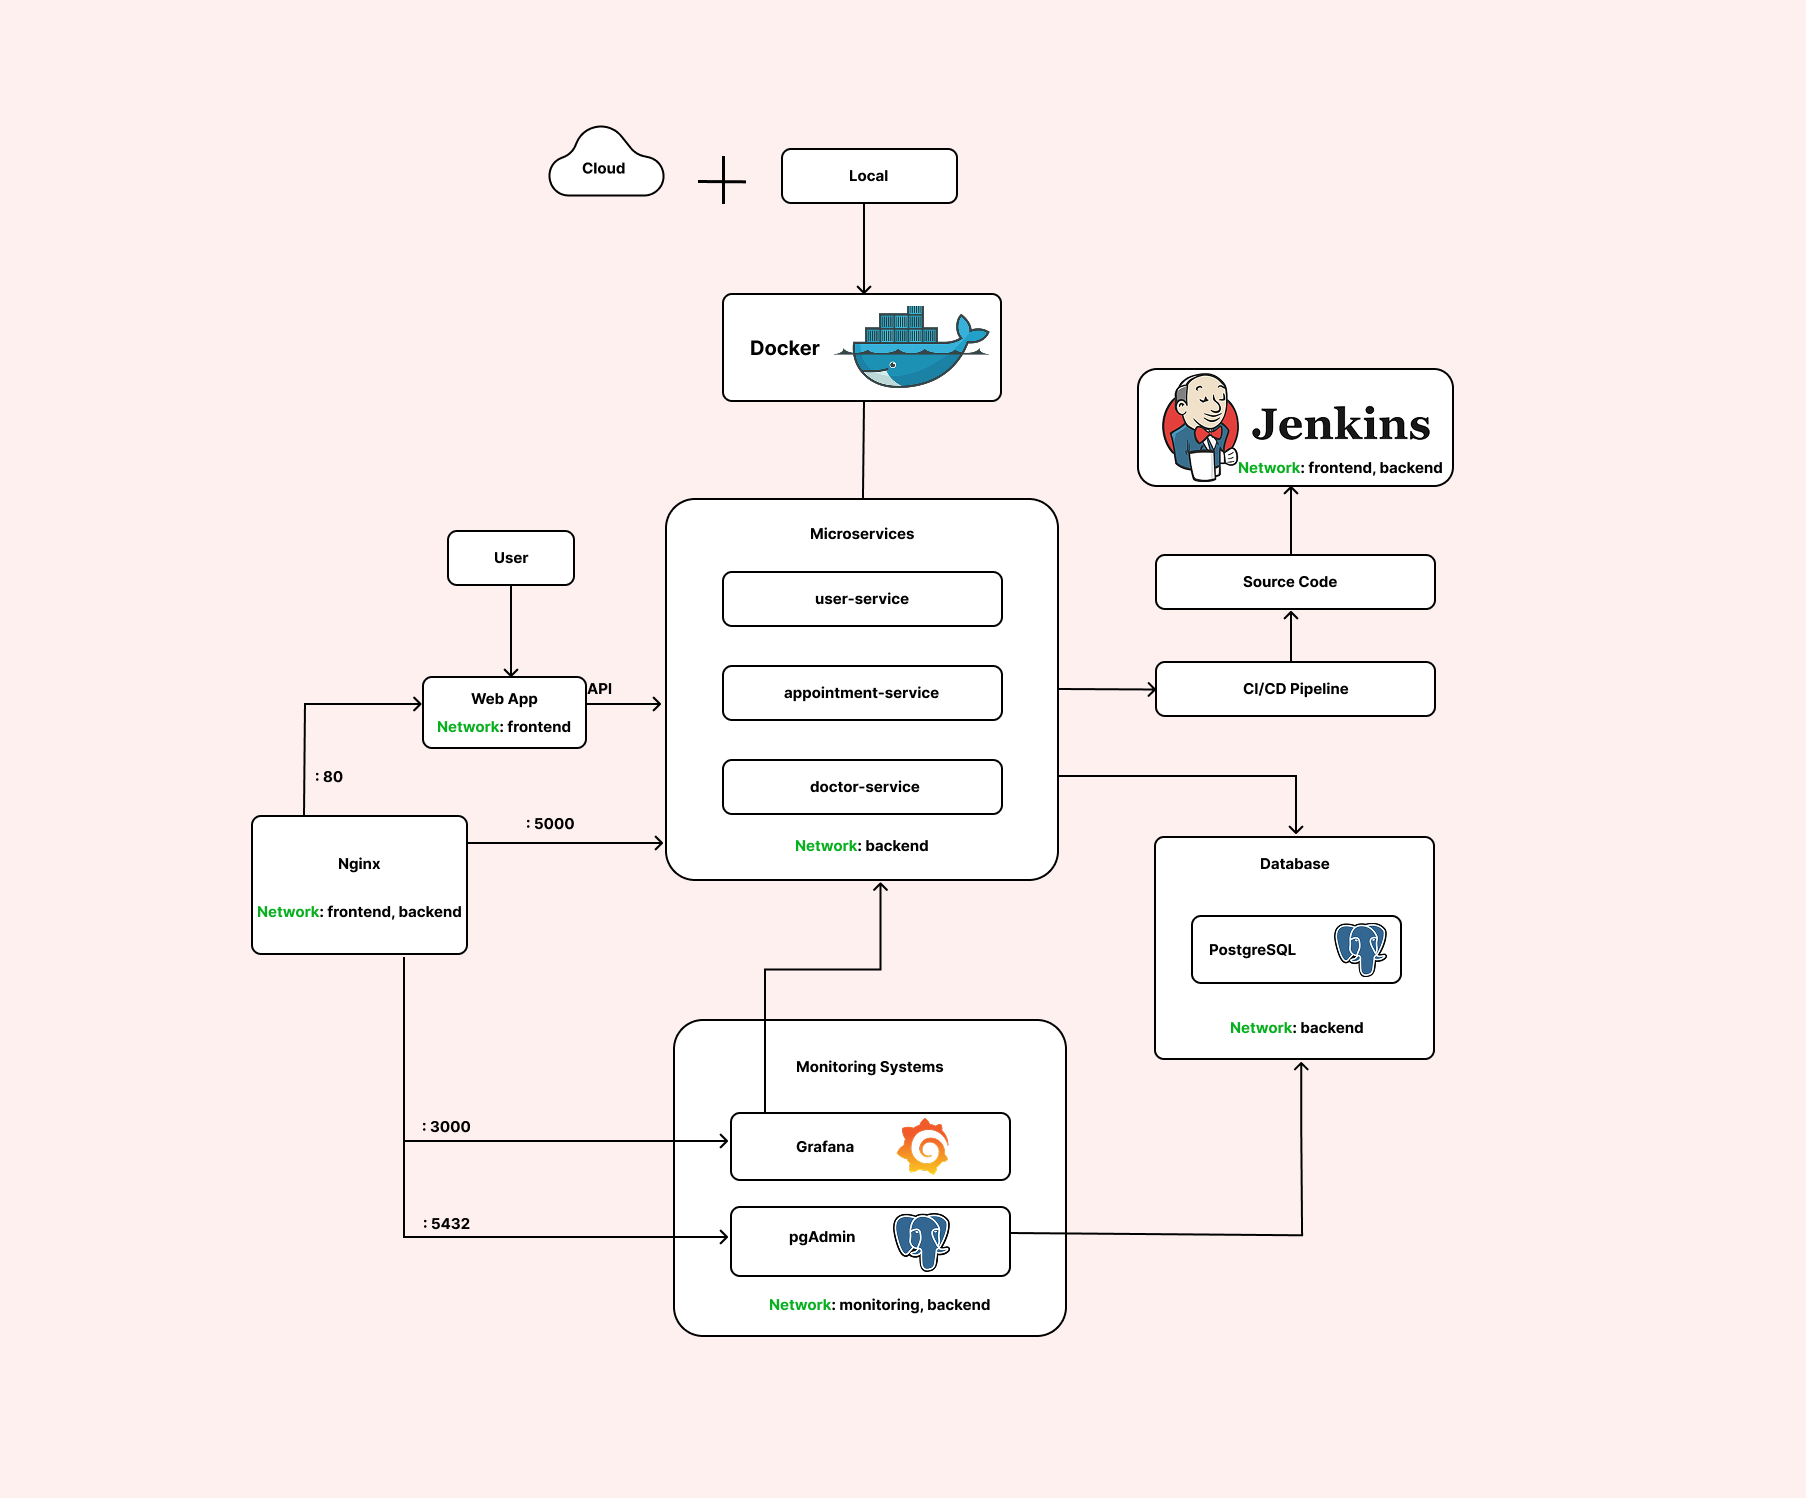 Cloud
Local
Docker
Jenkins
Network: frontend, backend
Microservices
user-service
appointment-service
doctor-service
Network: backend
User
Web App
Network: frontend
API
Source Code
CI/CD Pipeline
: 80
: 5000
Nginx
Network: frontend, backend
Database
PostgreSQL
Network: backend
Monitoring Systems
: 3000
Grafana
: 5432
pgAdmin
Network: monitoring, backend